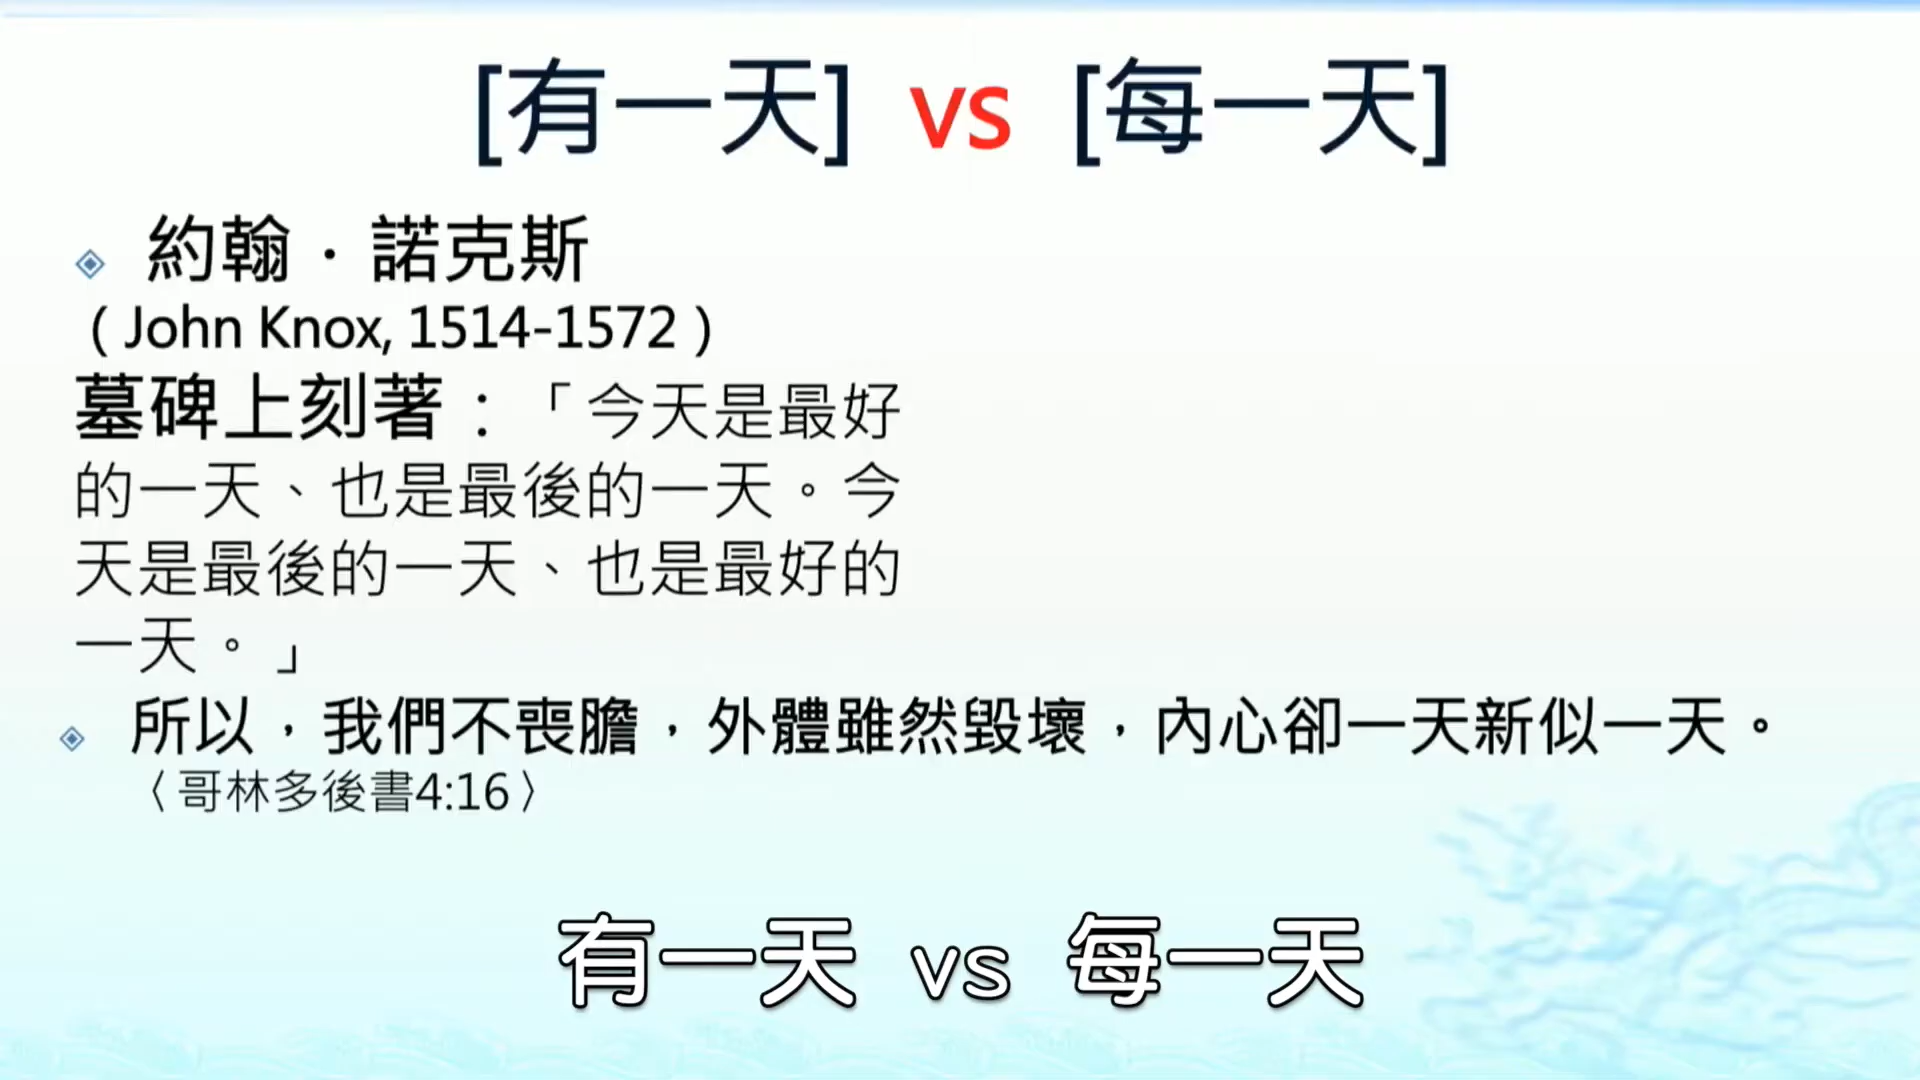 [有一天] vs [每一天]
約翰．諾克斯
（John Knox, 1514-1572）
墓碑上刻著：「今天是最好
的一天、也是最後的一天。今
天是最後的一天、也是最好的
一天。」
所以，我們不喪膽，外體雖然毀壞，內心卻一天新似一天。
〈哥林多後書4:16〉
有一天 vs 每一天